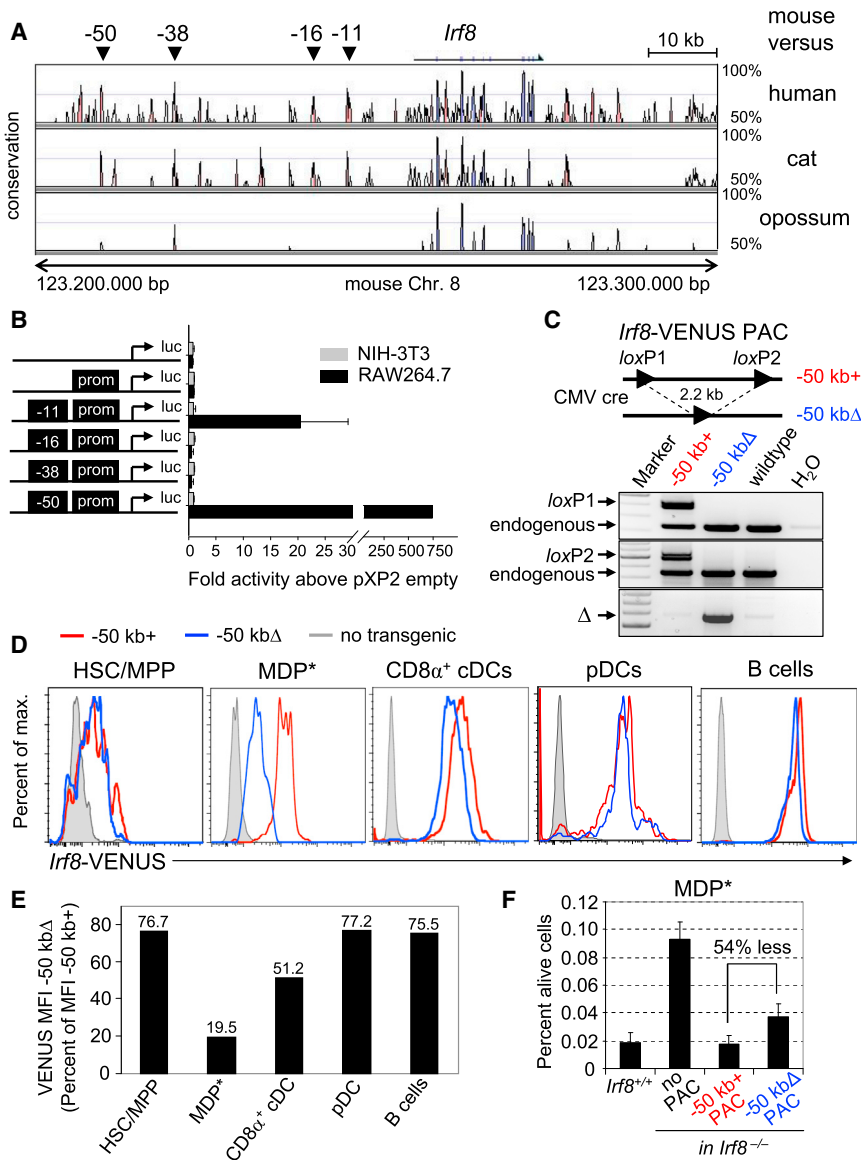 A
-50
-38
-16
-11
Irf8
10 kb
mouse
versus
conservation
100%
50%
human
100%
50%
cat
100%
50%
opossum
123.200.000 bp
mouse Chr. 8
123.300.000 bp
B
luc
prom
luc
-11
prom
luc
-16
prom
luc
-38
prom
luc
-50
prom
luc
NIH-3T3
RAW264.7
0
5
10
15
20
25
30
250
500
750
Fold activity above pXP2 empty
C
Irf8-VENUS PAC
loxP1
loxP2
-50 kb+
CMV cre
2.2 kb
-50 kbΔ
Marker
-50 kb+
-50 kbΔ
wildtype
H2O
loxP1
endogenous
loxP2
endogenous
Δ
-50 kb+
-50 kbΔ
no transgenic
D
HSC/MPP
MDP*
CD8α+ cDCs
pDCs
B cells
Percent of max.
Irf8-VENUS
E
VENUS MFI -50 kbΔ
(Percent of MFI -50 kb+)
80
60
40
20
0
76.7
19.5
51.2
77.2
75.5
HSC/MPP
MDP*
CD8α+ cDC
pDC
B cells
F
MDP*
Percent alive cells
0.12
0.10
0.08
0.06
0.04
0.02
0
54% less
Irf8+/+
no
PAC
-50 kb+
PAC
-50 kbΔ
PAC
in Irf8 -/-